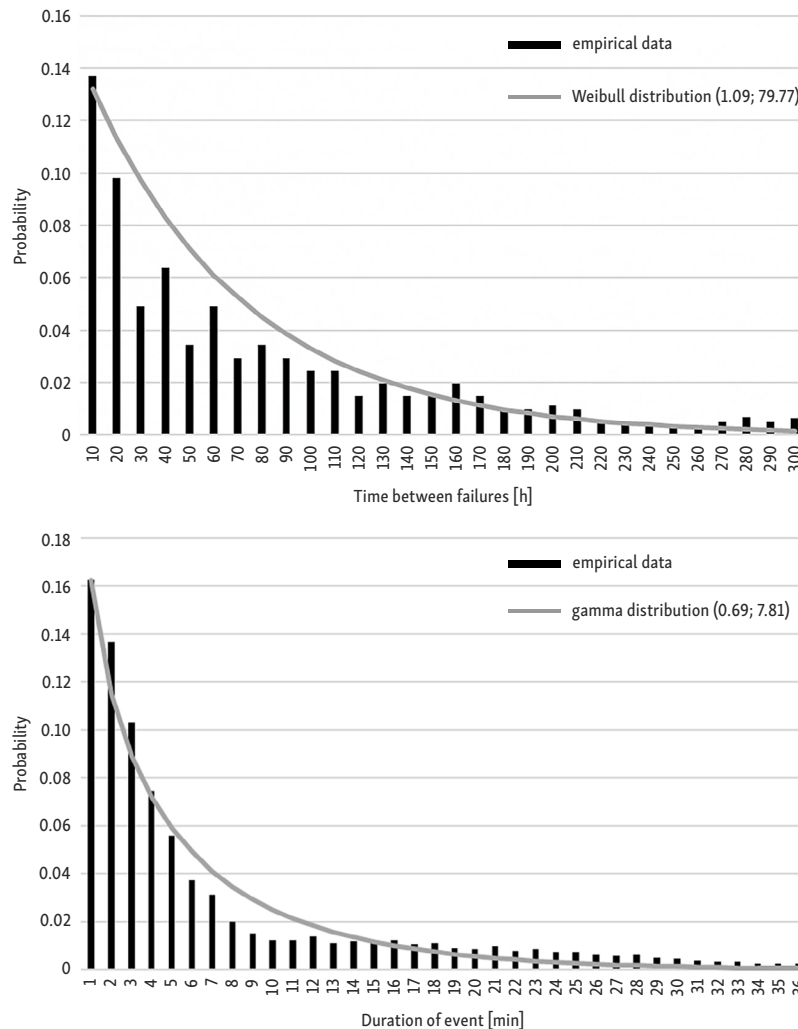 0.16
0.14
0.12
0.10
0.08
0.06
0.04
0.02
0
Probability
empirical data
Weibull distribution (1.09; 79.77)
10 20 30 40 50 60 70 80 90 100 110 120 130 140 150 160 170 180 190 200 210 220 230 240 250 260 270 280 290 300
Time between failures [h]
0.18
0.16
0.14
0.12
0.10
0.08
0.06
0.04
0.02
0
Probability
empirical data
gamma distribution (0.69; 7.81)
1 2 3 4 5 6 7 8 9 10 11 12 13 14 15 16 17 18 19 20 21 22 23 24 25 26 27 28 29 30 31 32 33 34 35 36
Duration of event [min]